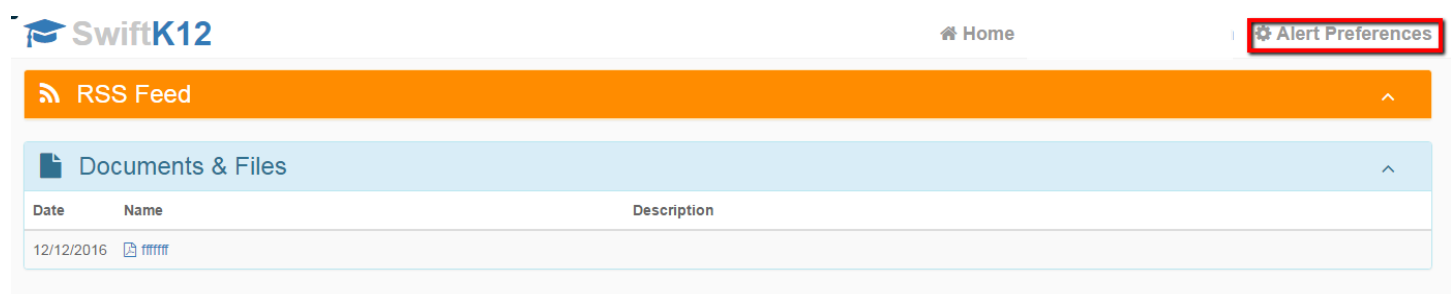 SwiftK12 Home Alert Preferences
RSS Feed
Documents & Files
Date Name Description
12/12/2016 fffffff